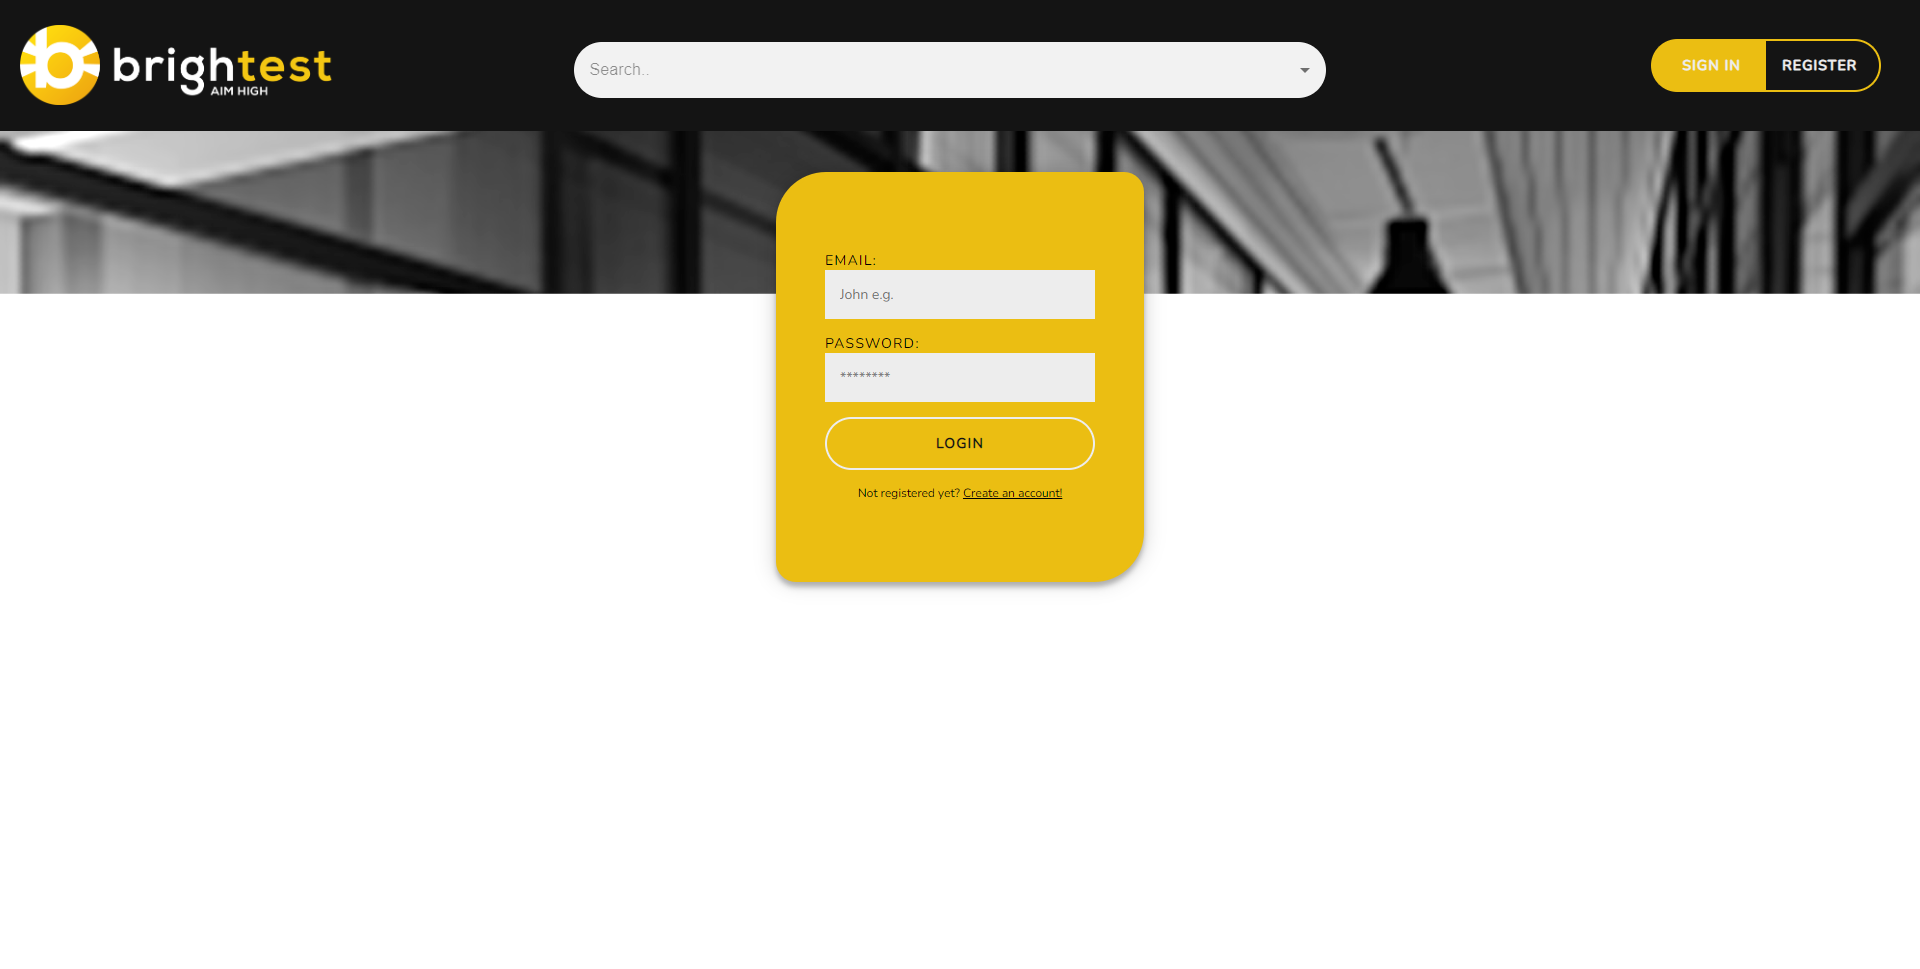 brightest
AIM HIGH
Search..
SIGN IN
REGISTER
EMAIL:
John e.g.
PASSWORD:
********
LOGIN
Not registered yet? Create an account!